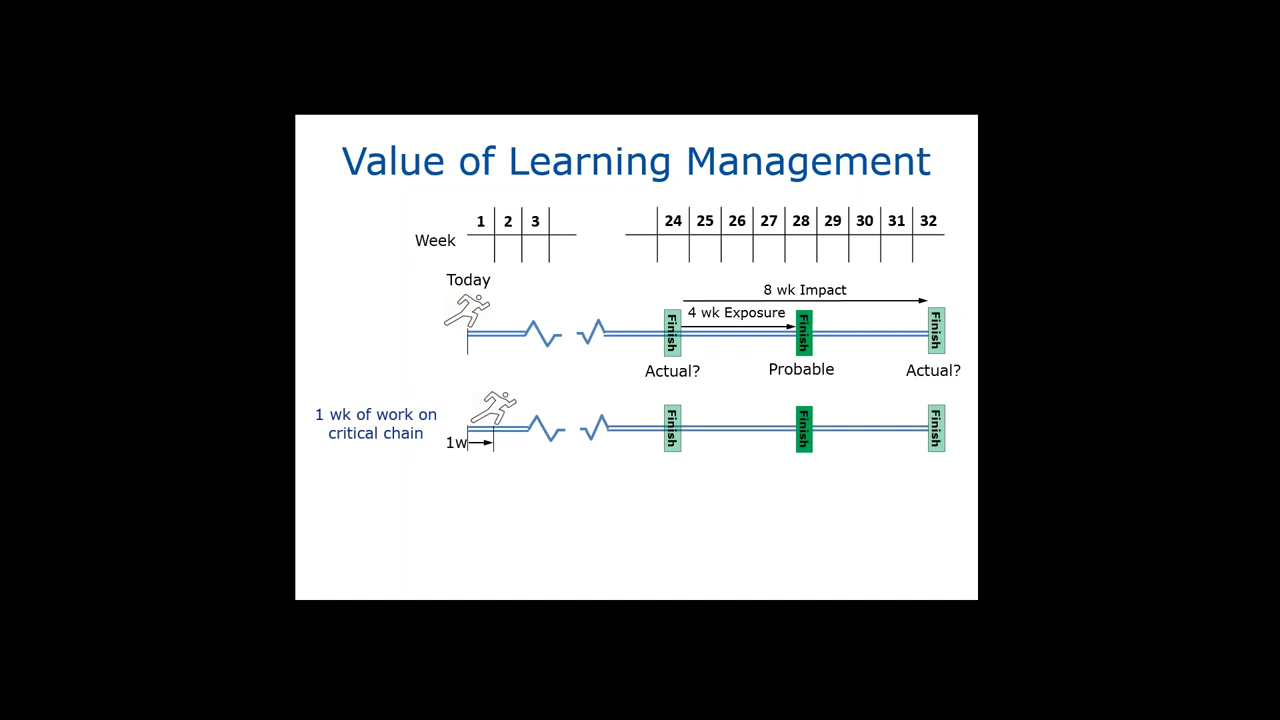 Value of Learning Management
1 2 3 24 25 26 27 28 29 30 31 32
Week
Today
8 wk Impact
4 wk Exposure
Finish Finish Finish
Actual? Probable Actual?
1 wk of work on
critical chain
Finish Finish Finish
1w